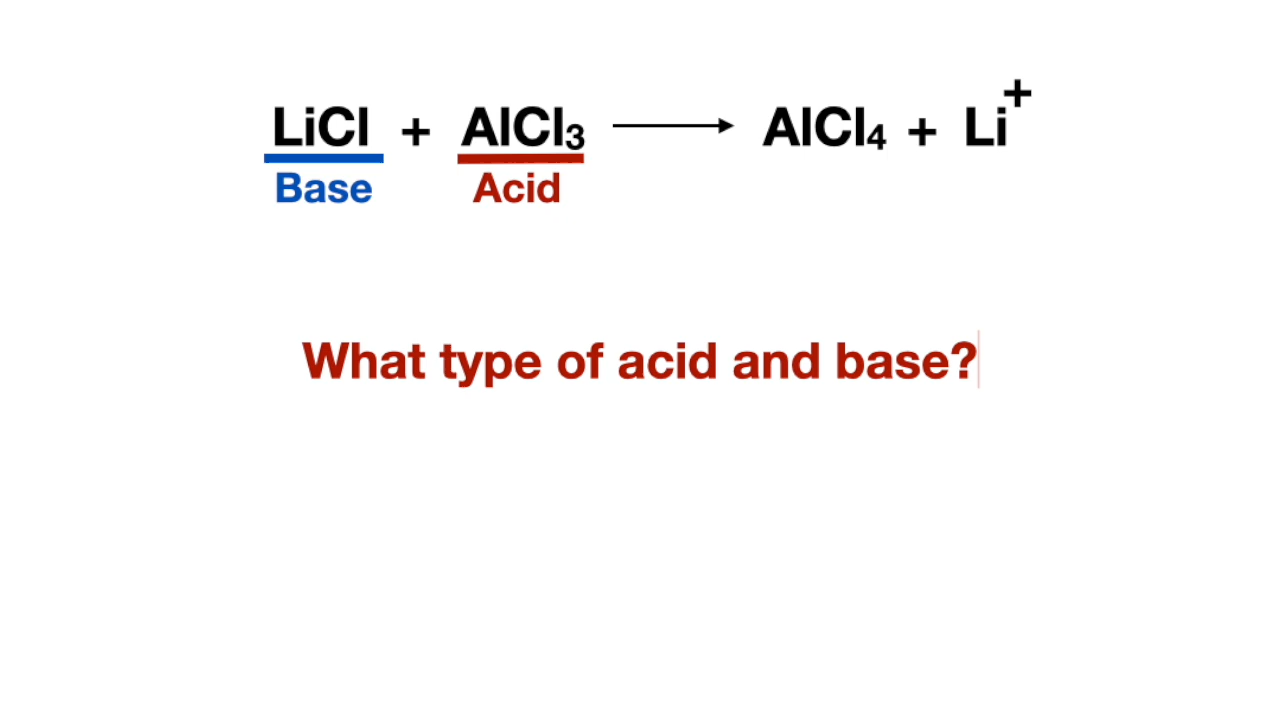 LiCl + AlCl₃ ⟶ AlCl₄ + Li⁺
Base Acid
What type of acid and base?